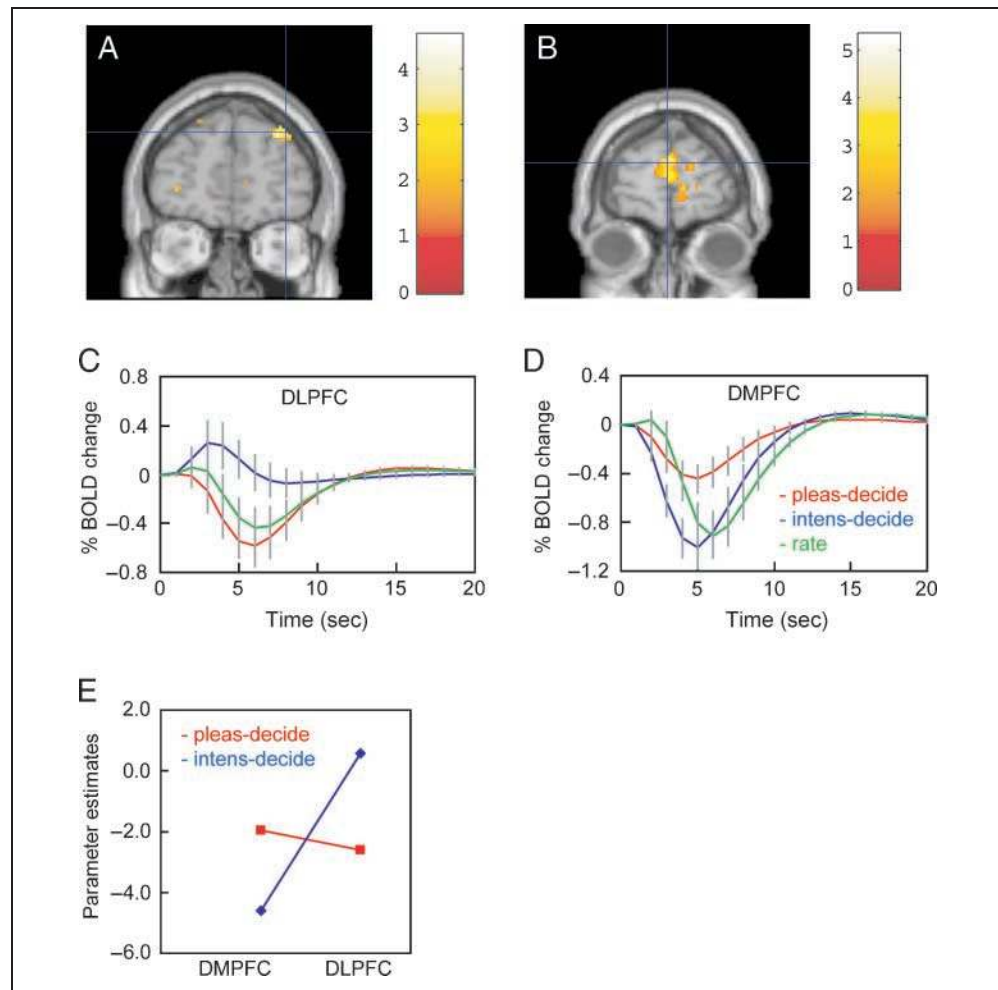 A
4
3
2
1
0
B
5
4
3
2
1
0
C
DLPFC
0.8
0.4
0
–0.4
–0.8
% BOLD change
0 5 10 15 20
Time (sec)
D
DMPFC
0.4
0
–0.4
–0.8
–1.2
% BOLD change
- pleas-decide
- intens-decide
- rate
0 5 10 15 20
Time (sec)
E
2.0
0.0
–2.0
–4.0
–6.0
Parameter estimates
- pleas-decide
- intens-decide
DMPFC DLPFC